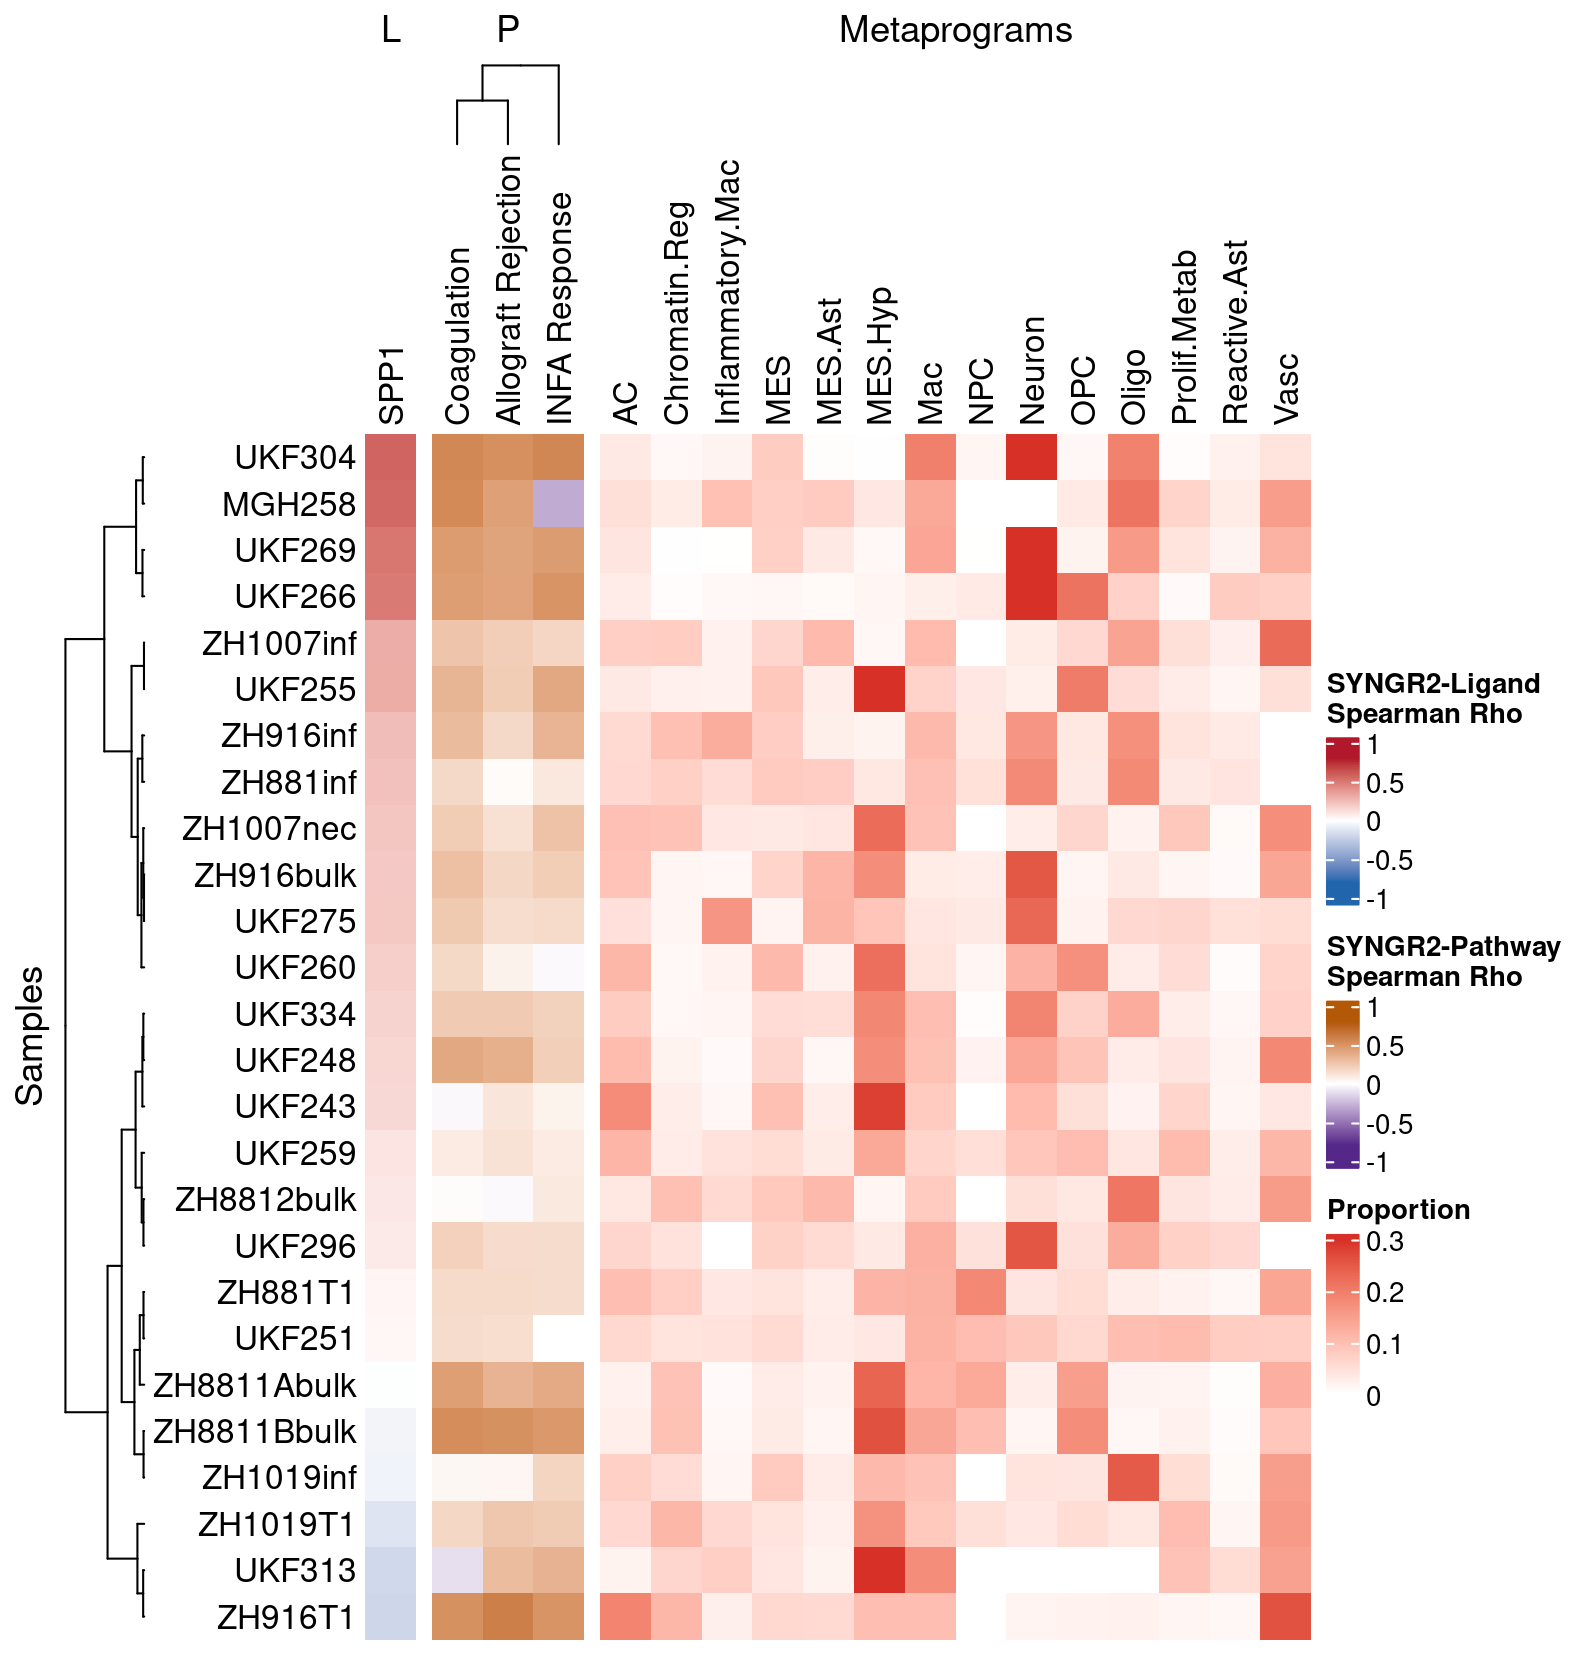 L
P
Metaprograms
SPP1
Coagulation
Allograft Rejection
INFA Response
AC
Chromatin.Reg
Inflammatory.Mac
MES
MES.Ast
MES.Hyp
Mac
NPC
Neuron
OPC
Oligo
Prolif.Metab
Reactive.Ast
Vasc
Samples
UKF304
MGH258
UKF269
UKF266
ZH1007inf
UKF255
ZH916inf
ZH881inf
ZH1007nec
ZH916bulk
UKF275
UKF260
UKF334
UKF248
UKF243
UKF259
ZH8812bulk
UKF296
ZH881T1
UKF251
ZH8811Abulk
ZH8811Bbulk
ZH1019inf
ZH1019T1
UKF313
ZH916T1
SYNGR2-Ligand
Spearman Rho
1
0.5
0
-0.5
-1
SYNGR2-Pathway
Spearman Rho
1
0.5
0
-0.5
-1
Proportion
0.3
0.2
0.1
0